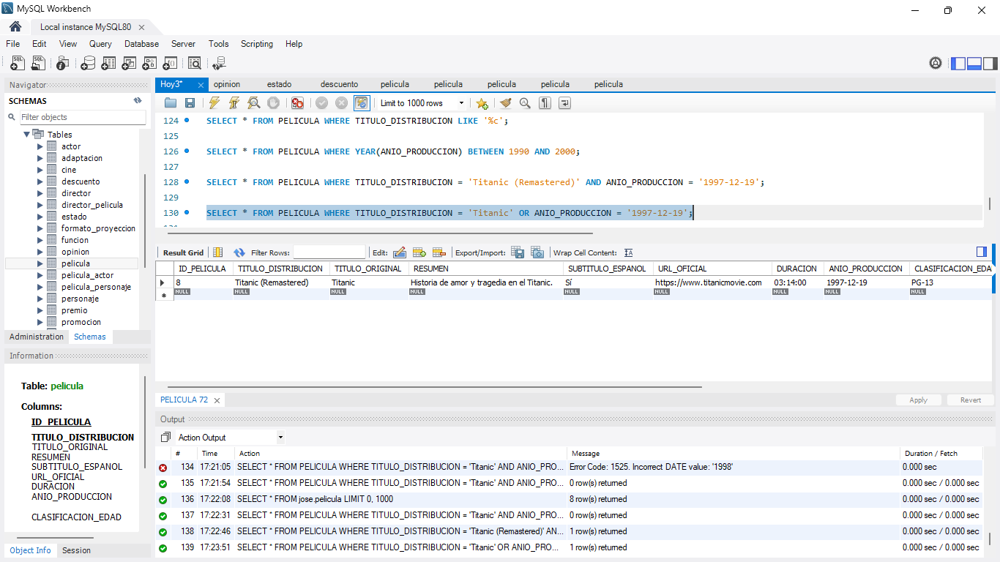 MySQL Workbench
Local instance MySQL80
File Edit View Query Database Server Tools Scripting Help
Navigator
SCHEMAS
Filter objects
Tables
actor
adaptacion
cine
descuento
director
director_pelicula
estado
formato_proyeccion
funcion
opinion
pelicula
pelicula_actor
pelicula_personaje
personaje
premio
promocion
Administration Schemas
Information
Table: pelicula
Columns:
ID_PELICULA
TITULO_DISTRIBUCION
TITULO_ORIGINAL
RESUMEN
SUBTITULO_ESPANOL
URL_OFICIAL
DURACION
ANIO_PRODUCCION
CLASIFICACION_EDAD
Object Info Session
Hoy3* opinion estado descuento pelicula pelicula pelicula pelicula pelicula
Limit to 1000 rows
124 SELECT * FROM PELICULA WHERE TITULO_DISTRIBUCION LIKE '%c';
125
126 SELECT * FROM PELICULA WHERE YEAR(ANIO_PRODUCCION) BETWEEN 1990 AND 2000;
127
128 SELECT * FROM PELICULA WHERE TITULO_DISTRIBUCION = 'Titanic (Remastered)' AND ANIO_PRODUCCION = '1997-12-19';
129
130 SELECT * FROM PELICULA WHERE TITULO_DISTRIBUCION = 'Titanic' OR ANIO_PRODUCCION = '1997-12-19';
Result Grid Filter Rows: Edit: Export/Import: Wrap Cell Content:
ID_PELICULA TITULO_DISTRIBUCION TITULO_ORIGINAL RESUMEN SUBTITULO_ESPANOL URL_OFICIAL DURACION ANIO_PRODUCCION CLASIFICACION_EDA
8 Titanic (Remastered) Titanic Historia de amor y tragedia en el Titanic. Sí https://www.titanicmovie.com 03:14:00 1997-12-19 PG-13
NULL NULL NULL NULL NULL NULL NULL NULL NULL
PELICULA 72 Apply Revert
Output
Action Output
# Time Action Message Duration / Fetch
134 17:21:05 SELECT * FROM PELICULA WHERE TITULO_DISTRIBUCION = 'Titanic' AND ANIO_PRO... Error Code: 1525. Incorrect DATE value: '1998' 0.000 sec
135 17:21:54 SELECT * FROM PELICULA WHERE TITULO_DISTRIBUCION = 'Titanic' AND ANIO_PRO... 0 row(s) returned 0.000 sec / 0.000 sec
136 17:22:08 SELECT * FROM jose.pelicula LIMIT 0, 1000 8 row(s) returned 0.000 sec / 0.000 sec
137 17:22:31 SELECT * FROM PELICULA WHERE TITULO_DISTRIBUCION = 'Titanic' AND ANIO_PRO... 0 row(s) returned 0.000 sec / 0.000 sec
138 17:22:46 SELECT * FROM PELICULA WHERE TITULO_DISTRIBUCION = 'Titanic (Remastered)' AN... 1 row(s) returned 0.000 sec / 0.000 sec
139 17:23:51 SELECT * FROM PELICULA WHERE TITULO_DISTRIBUCION = 'Titanic' OR ANIO_PRO... 1 row(s) returned 0.000 sec / 0.000 sec